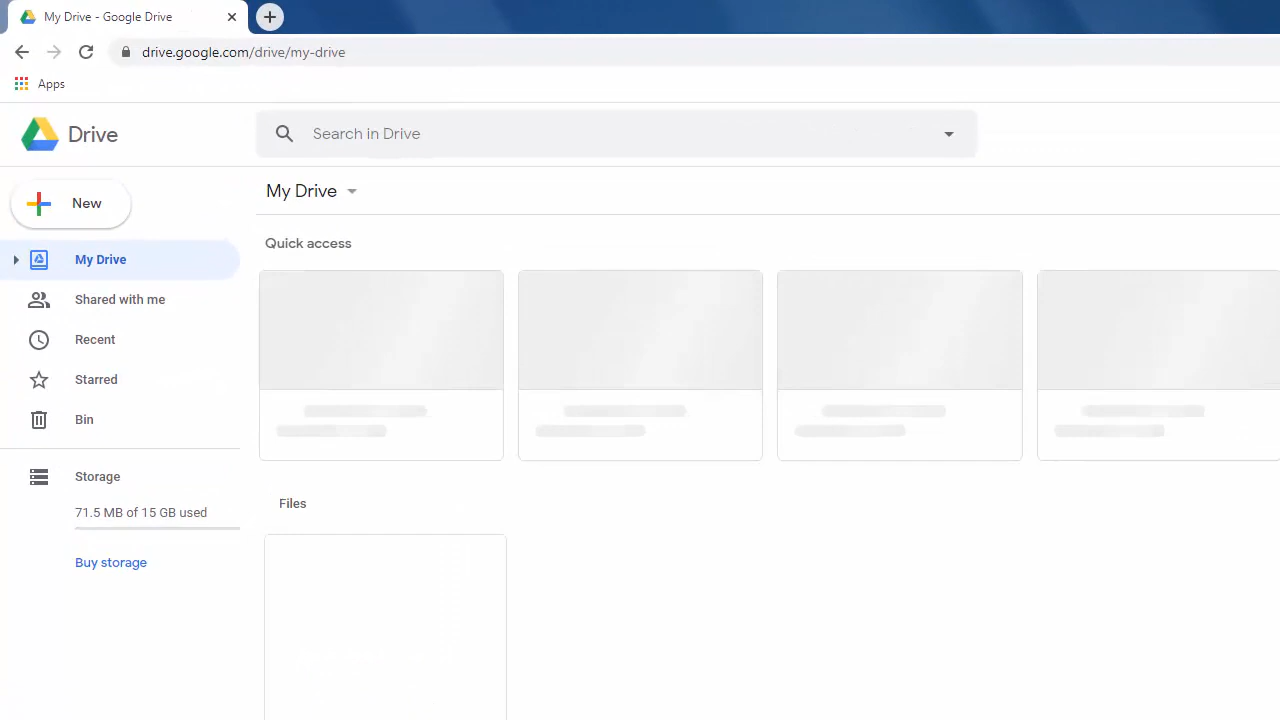 My Drive - Google Drive
drive.google.com/drive/my-drive
Apps
Drive
Search in Drive
New
My Drive
Quick access
My Drive
Shared with me
Recent
Starred
Bin
Storage
71.5 MB of 15 GB used
Files
Buy storage